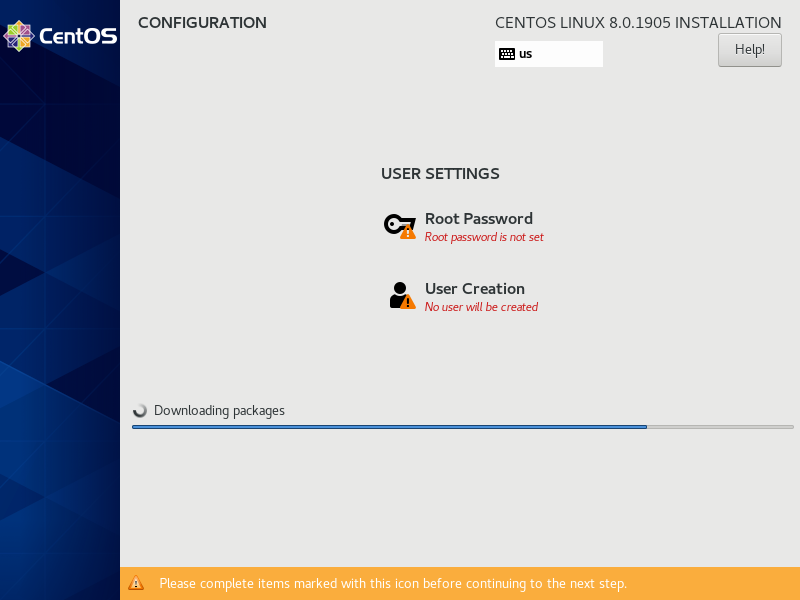 CentOS
CONFIGURATION
CENTOS LINUX 8.0.1905 INSTALLATION
us
Help!
USER SETTINGS
Root Password
Root password is not set
User Creation
No user will be created
Downloading packages
Please complete items marked with this icon before continuing to the next step.